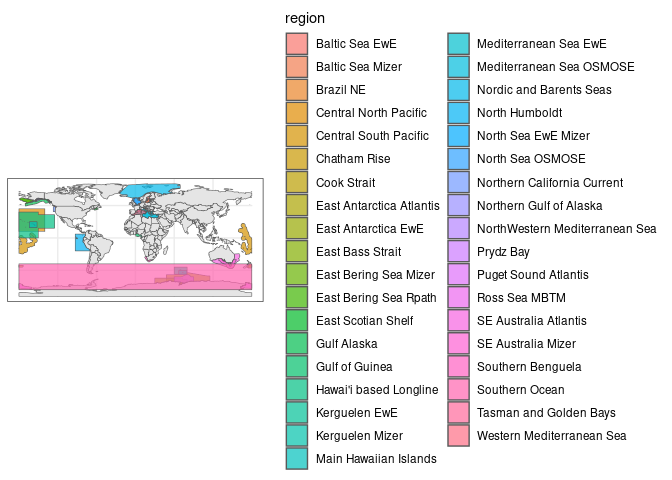 region
Baltic Sea EwE
Baltic Sea Mizer
Brazil NE
Central North Pacific
Central South Pacific
Chatham Rise
Cook Strait
East Antarctica Atlantis
East Antarctica EwE
East Bass Strait
East Bering Sea Mizer
East Bering Sea Rpath
East Scotian Shelf
Gulf Alaska
Gulf of Guinea
Hawai'i based Longline
Kerguelen EwE
Kerguelen Mizer
Main Hawaiian Islands
Mediterranean Sea EwE
Mediterranean Sea OSMOSE
Nordic and Barents Seas
North Humboldt
North Sea EwE Mizer
North Sea OSMOSE
Northern California Current
Northern Gulf of Alaska
NorthWestern Mediterranean Sea
Prydz Bay
Puget Sound Atlantis
Ross Sea MBTM
SE Australia Atlantis
SE Australia Mizer
Southern Benguela
Southern Ocean
Tasman and Golden Bays
Western Mediterranean Sea